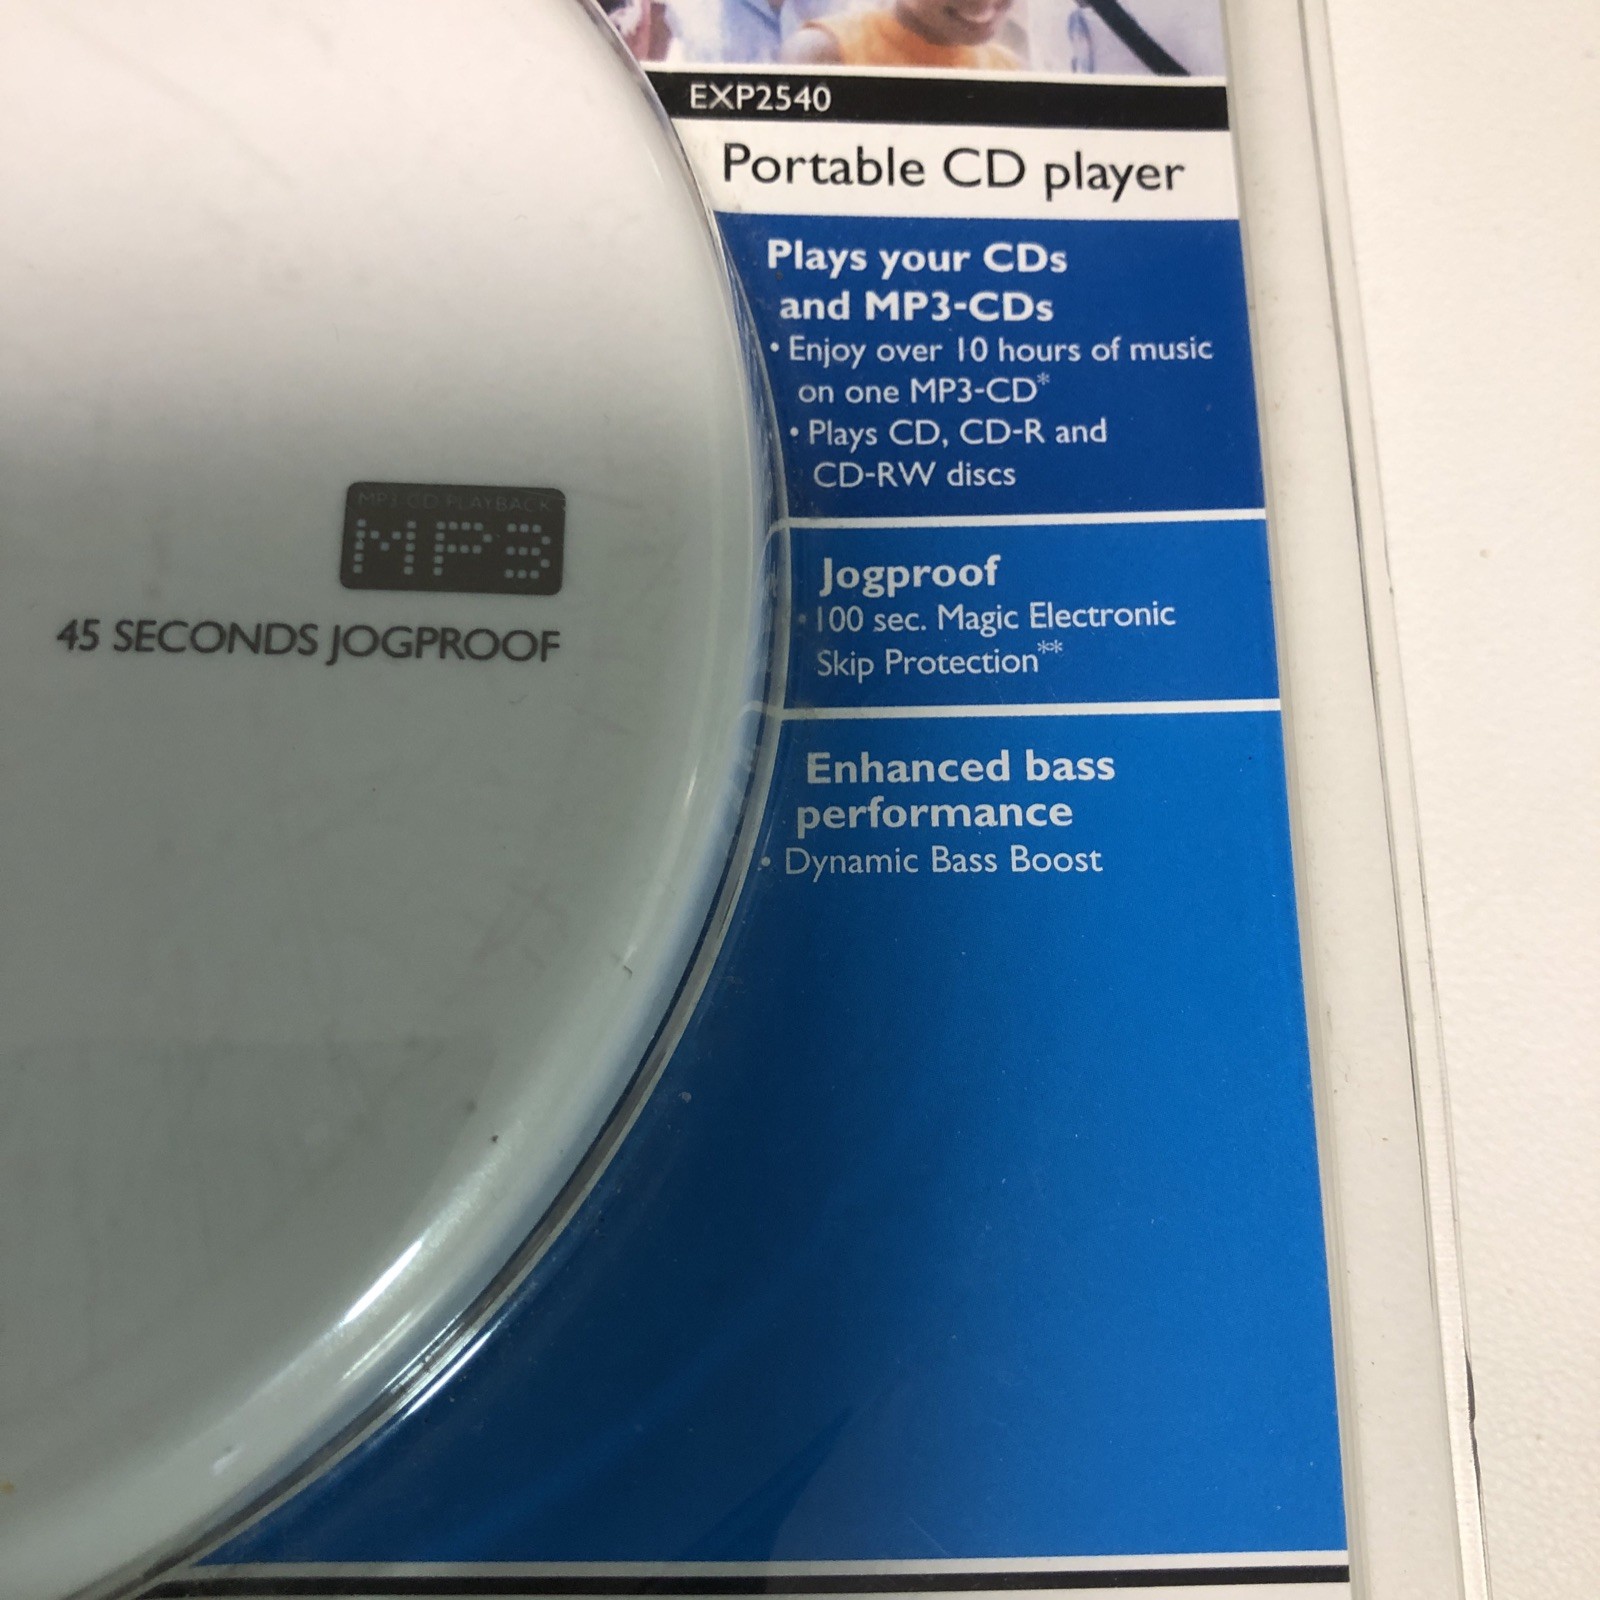 EXP2540
Portable CD player
Plays your CDs
and MP3-CDs
• Enjoy over 10 hours of music
on one MP3-CD*
• Plays CD, CD-R and
CD-RW discs
Jogproof
• 100 sec. Magic Electronic
Skip Protection**
Enhanced bass
performance
• Dynamic Bass Boost
MP3-CD PLAYBACK
MP3
45 SECONDS JOGPROOF